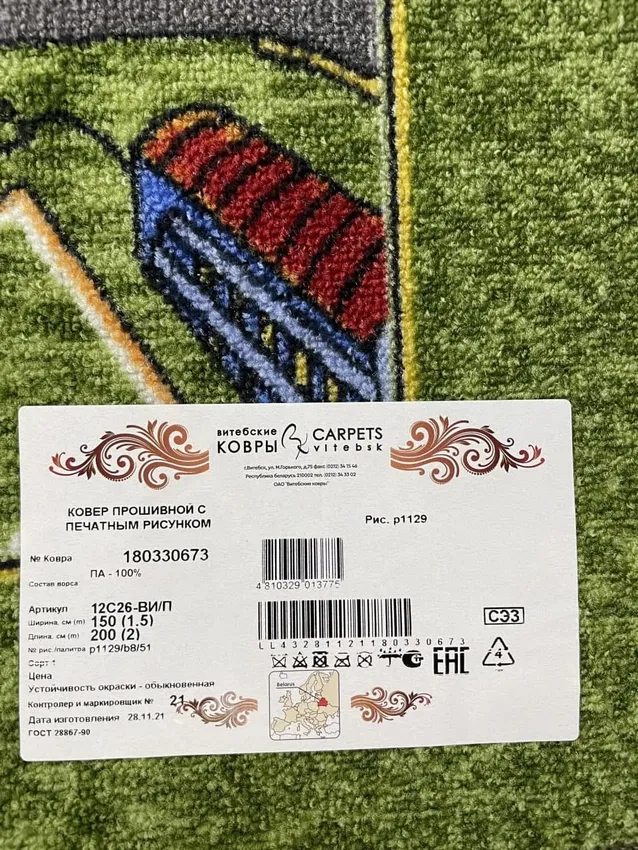 витебские
КОВРЫ
CARPETS
vitebsk
г.Витебск, ул. М.Горького, д.75 факс (0212) 34 15 46
Республика Беларусь 210002 тел. (0212) 34 33 02
ОАО "Витебские ковры"
КОВЕР ПРОШИВНОЙ С
ПЕЧАТНЫМ РИСУНКОМ
Рис. p1129
№ Ковра 180330673
Состав ворса:
ПА - 100%
4 810329 013775
Артикул 12С26-ВИ/П
Ширина, см (m) 150 (1.5)
Длина, см (m) 200 (2)
№ рис./палитра p1129/b8/51
Сорт 1
Цена
Устойчивость окраски - обыкновенная
Контролер и маркировщик № 21
Дата изготовления 28.11.21
ГОСТ 28867-90
LL43281121180330673
СЭЗ
EAC
4
Belarus